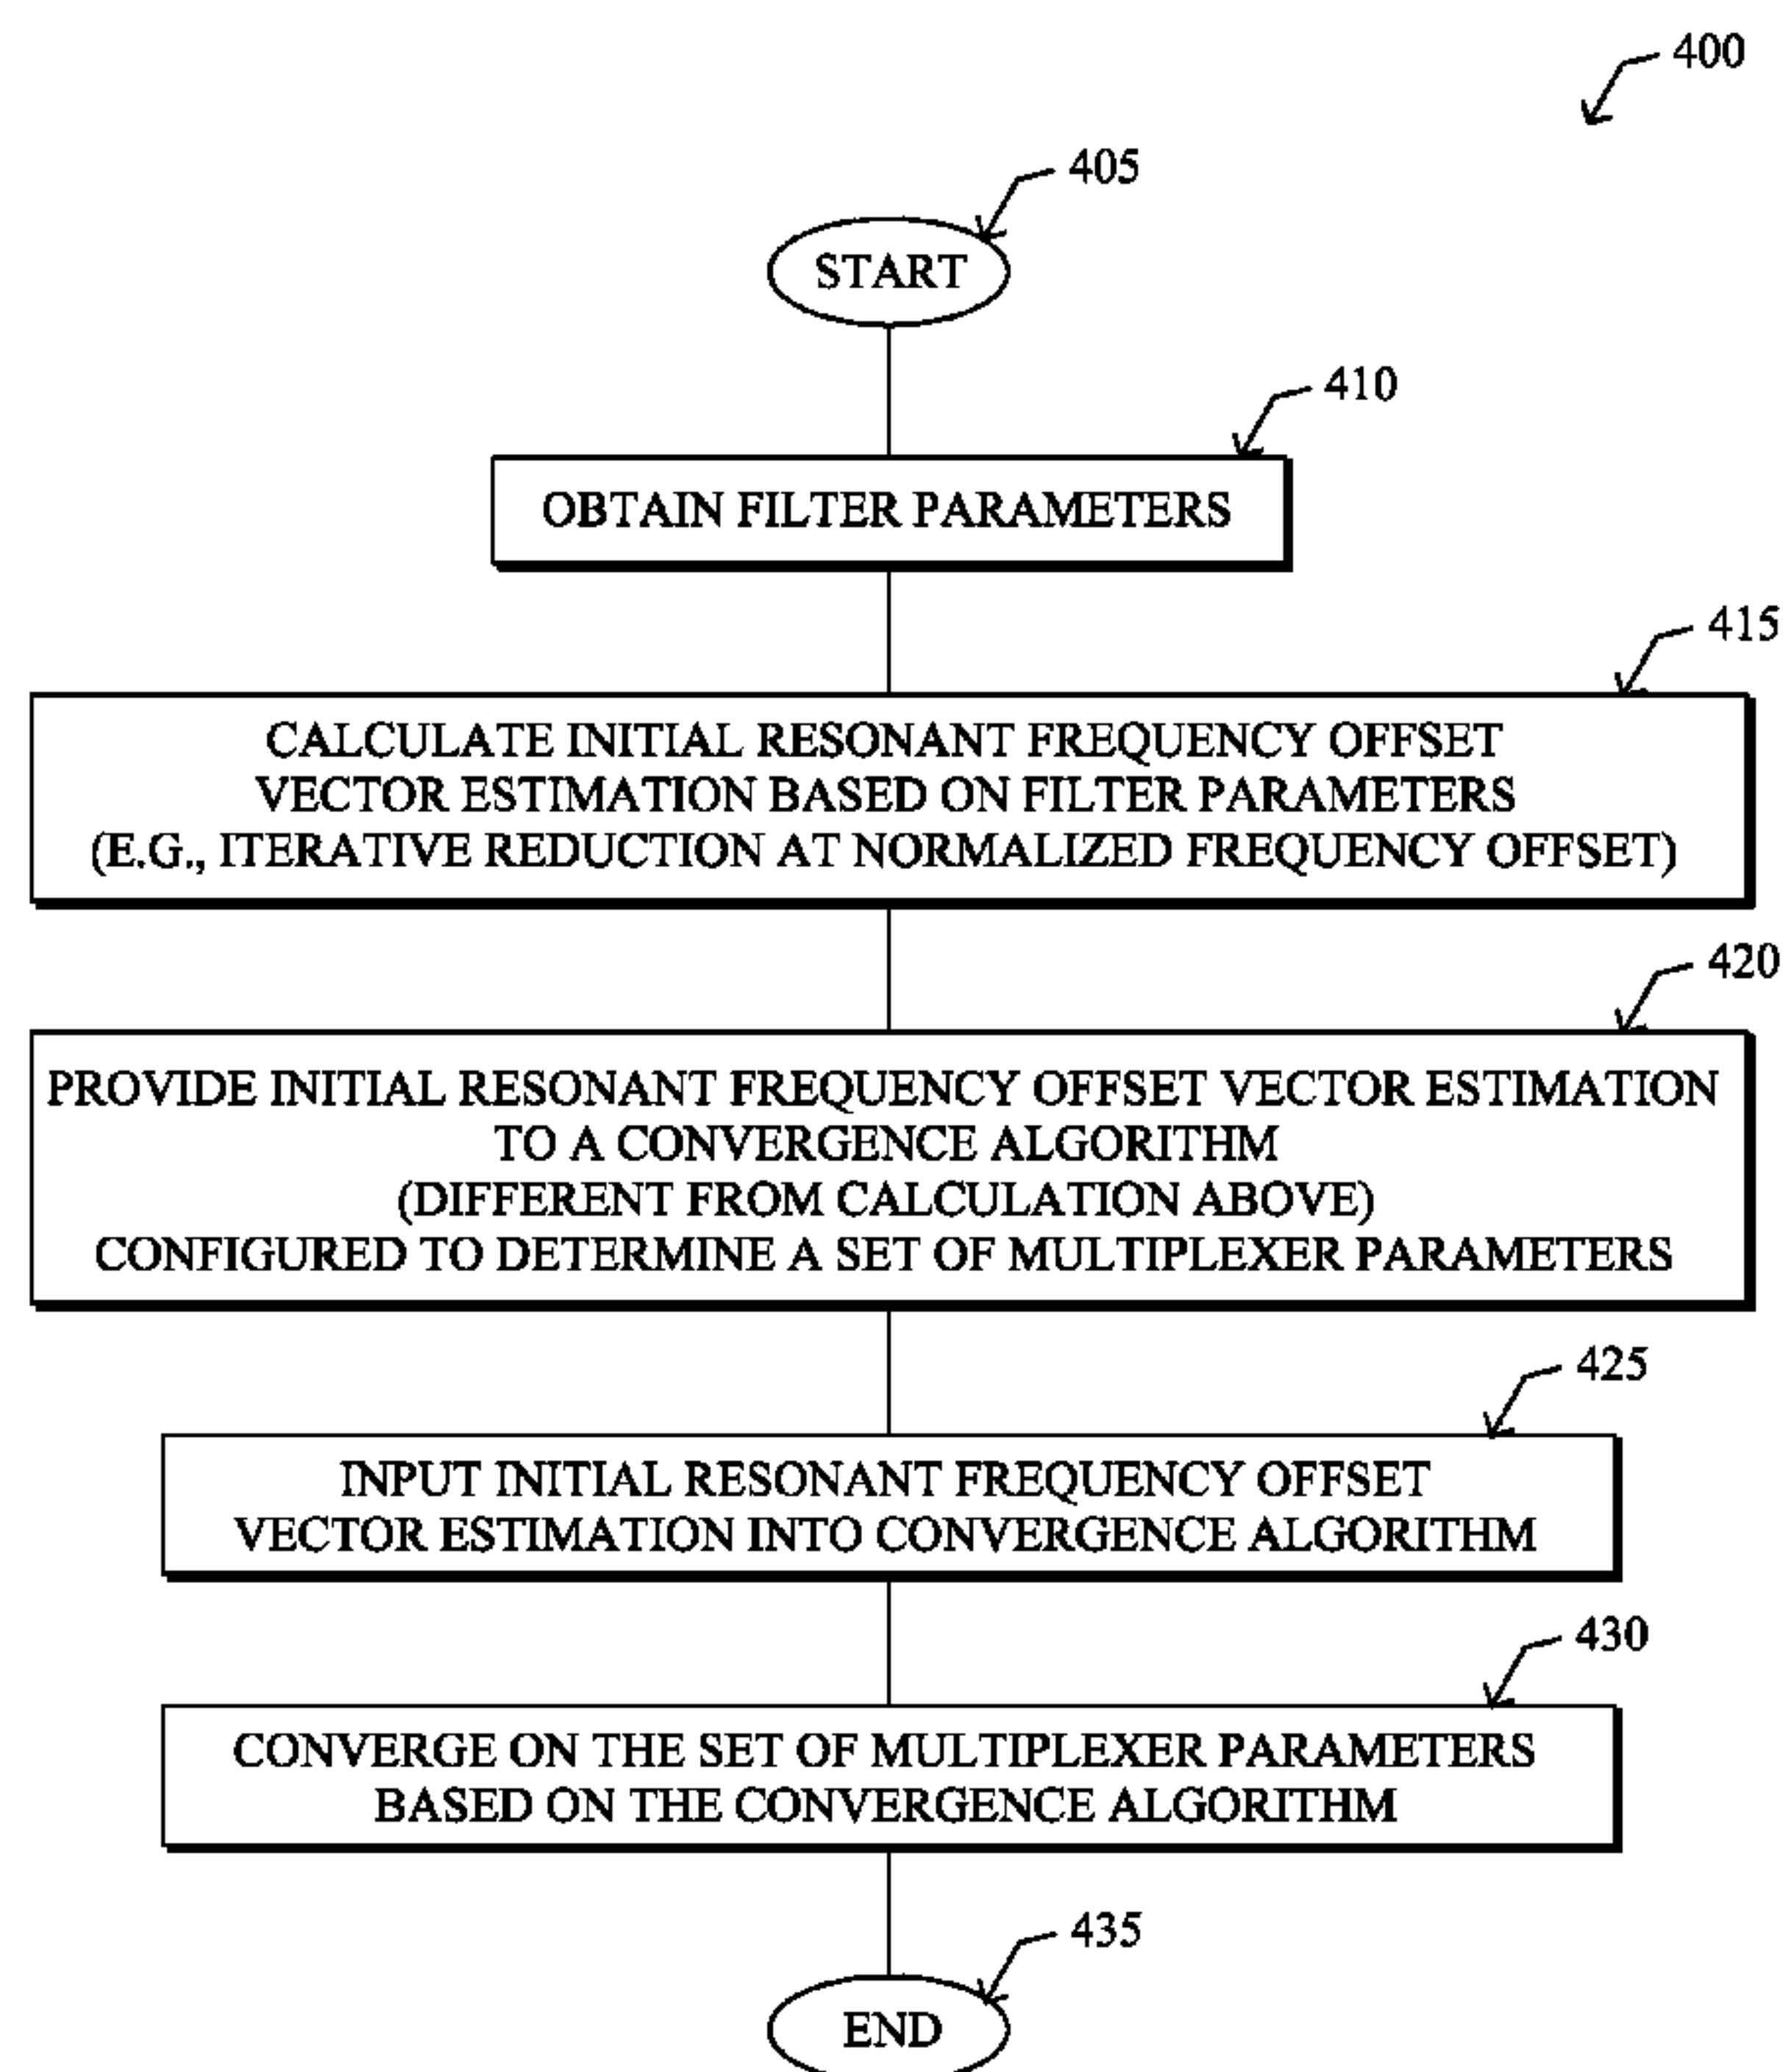 400
405
START
410
OBTAIN FILTER PARAMETERS
415
CALCULATE INITIAL RESONANT FREQUENCY OFFSET
VECTOR ESTIMATION BASED ON FILTER PARAMETERS
(E.G., ITERATIVE REDUCTION AT NORMALIZED FREQUENCY OFFSET)
420
PROVIDE INITIAL RESONANT FREQUENCY OFFSET VECTOR ESTIMATION
TO A CONVERGENCE ALGORITHM
(DIFFERENT FROM CALCULATION ABOVE)
CONFIGURED TO DETERMINE A SET OF MULTIPLEXER PARAMETERS
425
INPUT INITIAL RESONANT FREQUENCY OFFSET
VECTOR ESTIMATION INTO CONVERGENCE ALGORITHM
430
CONVERGE ON THE SET OF MULTIPLEXER PARAMETERS
BASED ON THE CONVERGENCE ALGORITHM
435
END